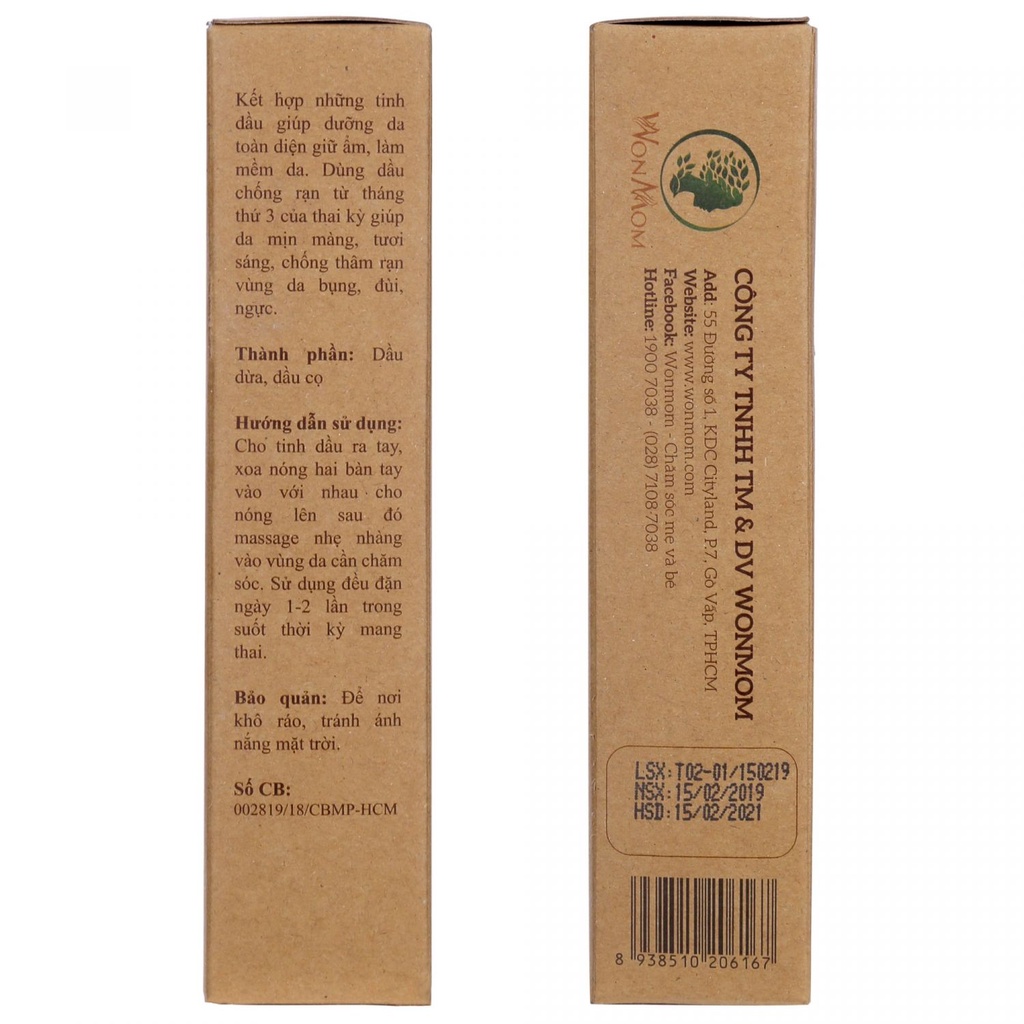 Kết hợp những tinh
dầu giúp dưỡng da
toàn diện giữ ẩm, làm
mềm da. Dùng dầu
chống rạn từ tháng
thứ 3 của thai kỳ giúp
da mịn màng, tươi
sáng, chống thâm rạn
vùng da bụng, đùi,
ngực.
Thành phần: Dầu
dừa, dầu cọ
Hướng dẫn sử dụng:
Cho tinh dầu ra tay,
xoa nóng hai bàn tay
vào với nhau cho
nóng lên sau đó
massage nhẹ nhàng
vào vùng da cần chăm
sóc. Sử dụng đều đặn
ngày 1-2 lần trong
suốt thời kỳ mang
thai.
Bảo quản: Để nơi
khô ráo, tránh ánh
nắng mặt trời.
Số CB:
002819/18/CBMP-HCM
WONMOM
CÔNG TY TNHH TM & DV WONMOM
Add: 55 Đường số 1, KDC Cityland, P.7, Gò Vấp, TPHCM
Website: www.wonmom.com
Facebook: Wonmom - Chăm sóc mẹ và bé
Hotline: 1900 7038 - (028) 7108 7038
LSX:T02-01/150219
NSX:15/02/2019
HSD:15/02/2021
8 938510 206167